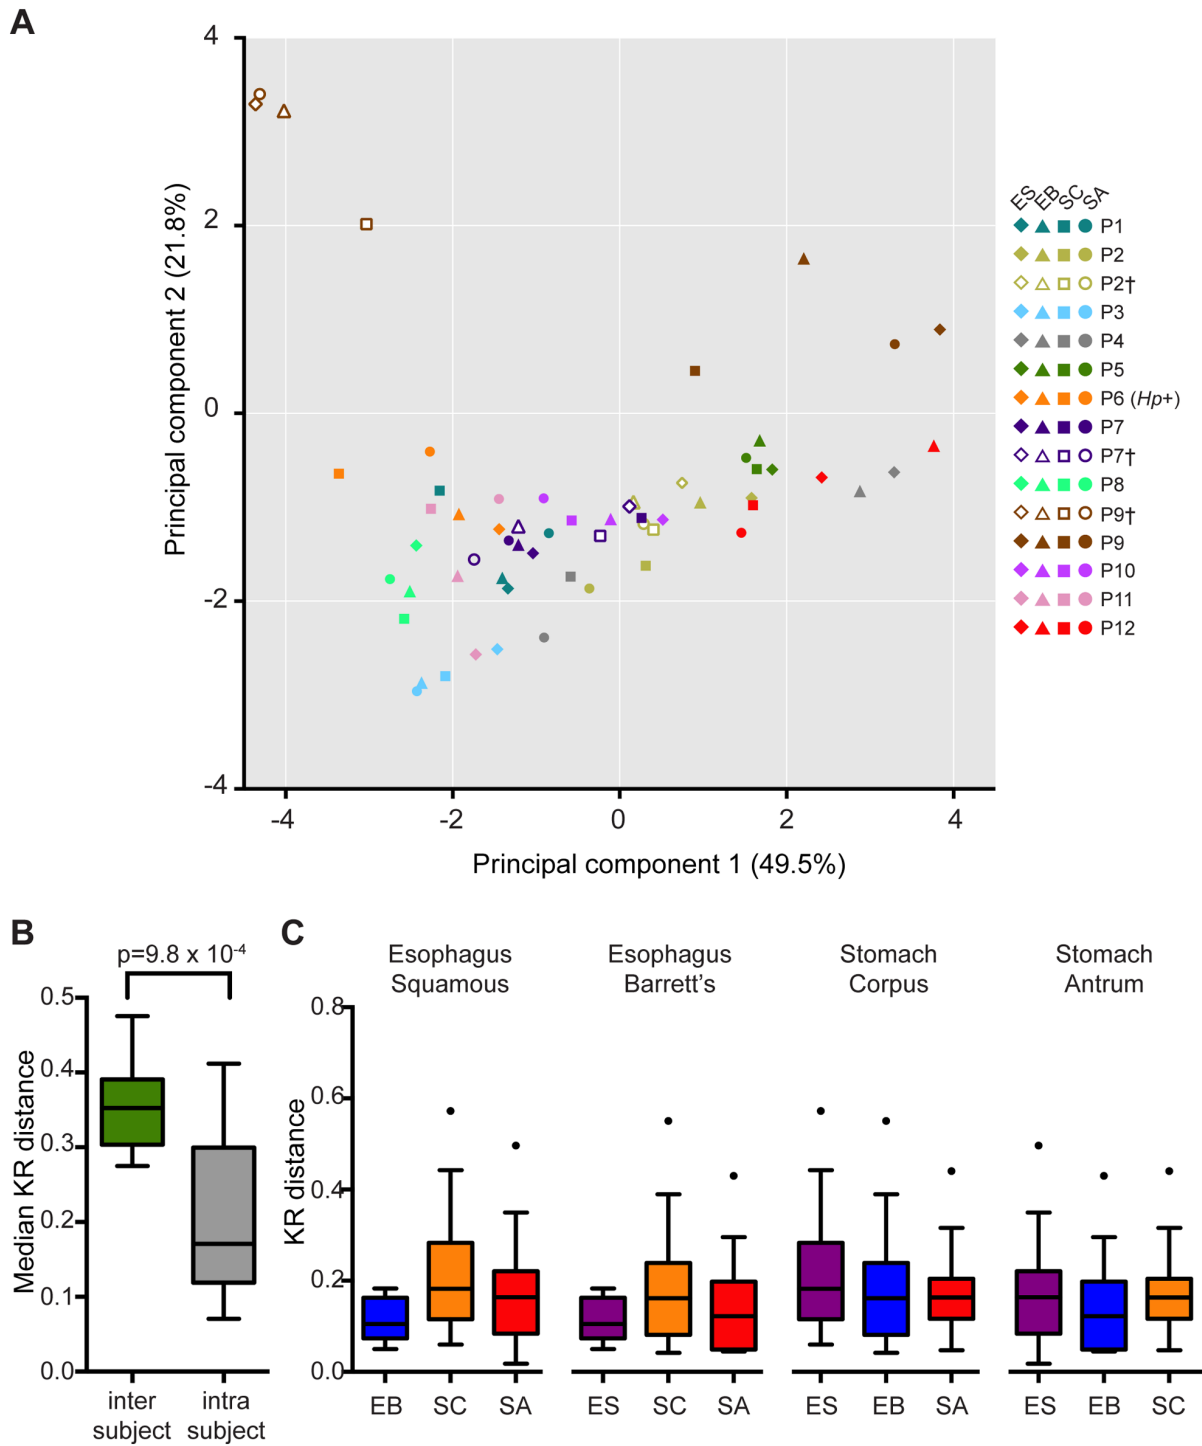 A
4
2
0
-2
-4
Principal component 2 (21.8%)
-4
-2
0
2
4
Principal component 1 (49.5%)
ES
EB
SC
SA
P1
P2
P2†
P3
P4
P5
P6 (Hp+)
P7
P7†
P8
P9†
P9
P10
P11
P12
B
p=9.8 x 10-4
0.5
0.4
0.3
0.2
0.1
0.0
Median KR distance
inter
subject
intra
subject
C
Esophagus
Squamous
Esophagus
Barrett's
Stomach
Corpus
Stomach
Antrum
0.8
0.6
0.4
0.2
0.0
KR distance
EB SC SA
ES SC SA
ES EB SA
ES EB SC